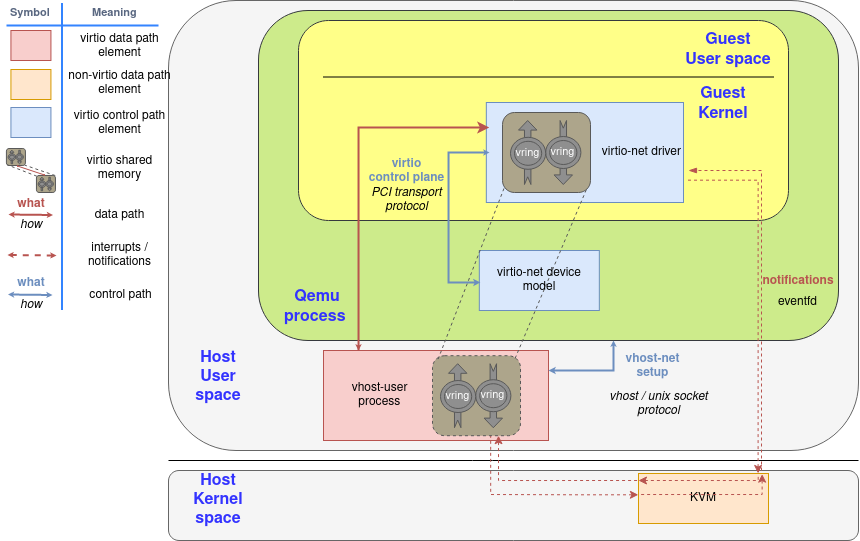 Symbol Meaning
virtio data path
element
non-virtio data path
element
virtio control path
element
virtio shared
memory
what
how
data path
interrupts /
notifications
what
how
control path
Guest
User space
Guest
Kernel
vring vring
virtio-net driver
virtio
control plane
PCI transport
protocol
virtio-net device
model
Qemu
process
notifications
eventfd
Host
User
space
vhost-user
process
vring vring
vhost-net
setup
vhost / unix socket
protocol
Host
Kernel
space
KVM